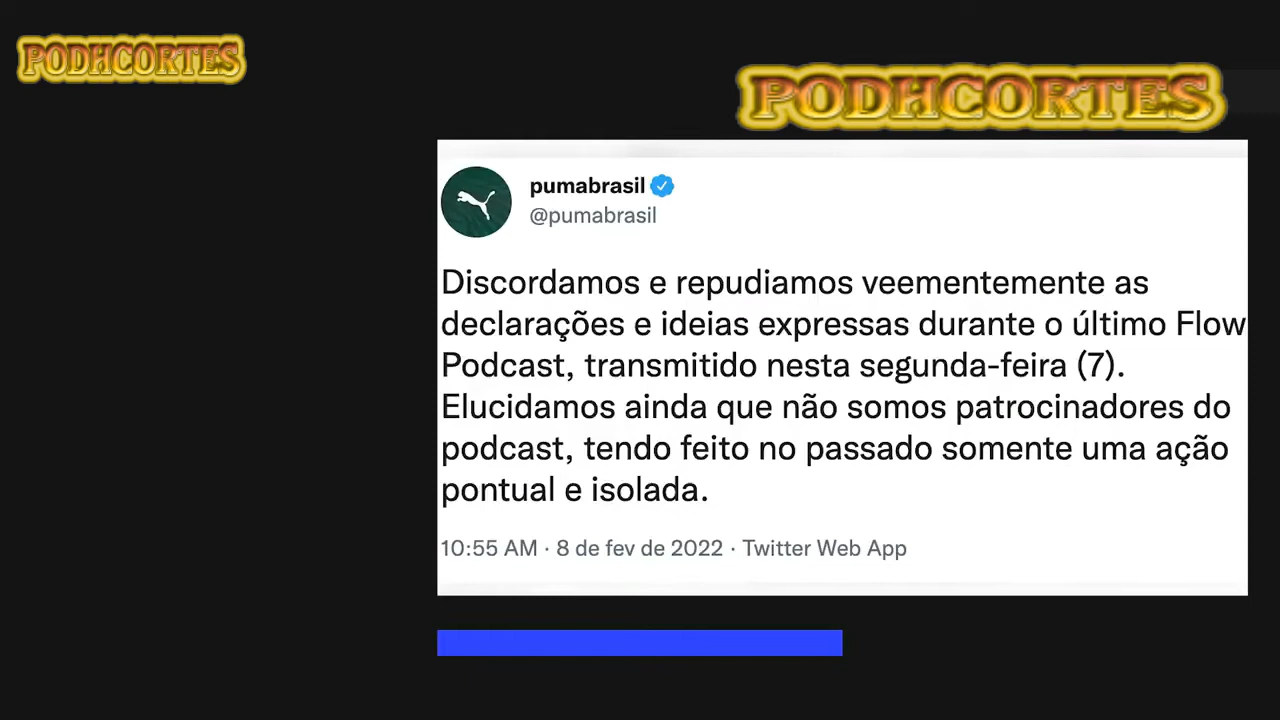 PODHCORTES
PODHCORTES
pumabrasil
@pumabrasil
Discordamos e repudiamos veementemente as
declarações e ideias expressas durante o último Flow
Podcast, transmitido nesta segunda-feira (7).
Elucidamos ainda que não somos patrocinadores do
podcast, tendo feito no passado somente uma ação
pontual e isolada.
10:55 AM · 8 de fev de 2022 · Twitter Web App